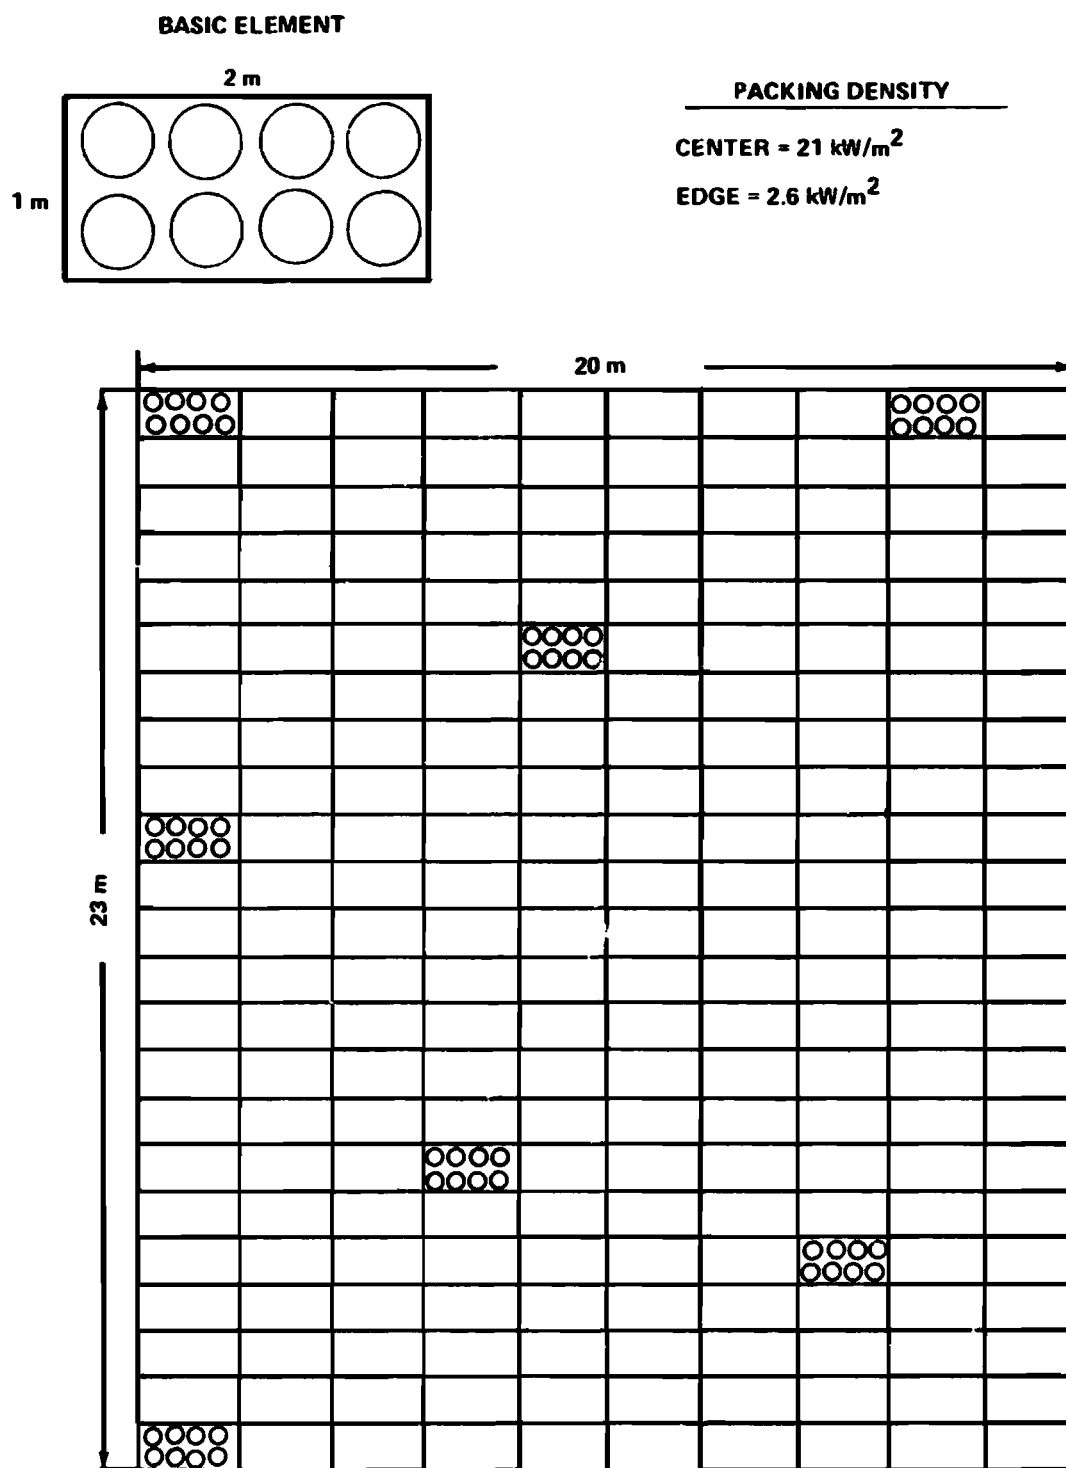 BASIC ELEMENT
2 m
1 m
PACKING DENSITY
CENTER = 21 kW/m²
EDGE = 2.6 kW/m²
20 m
23 m